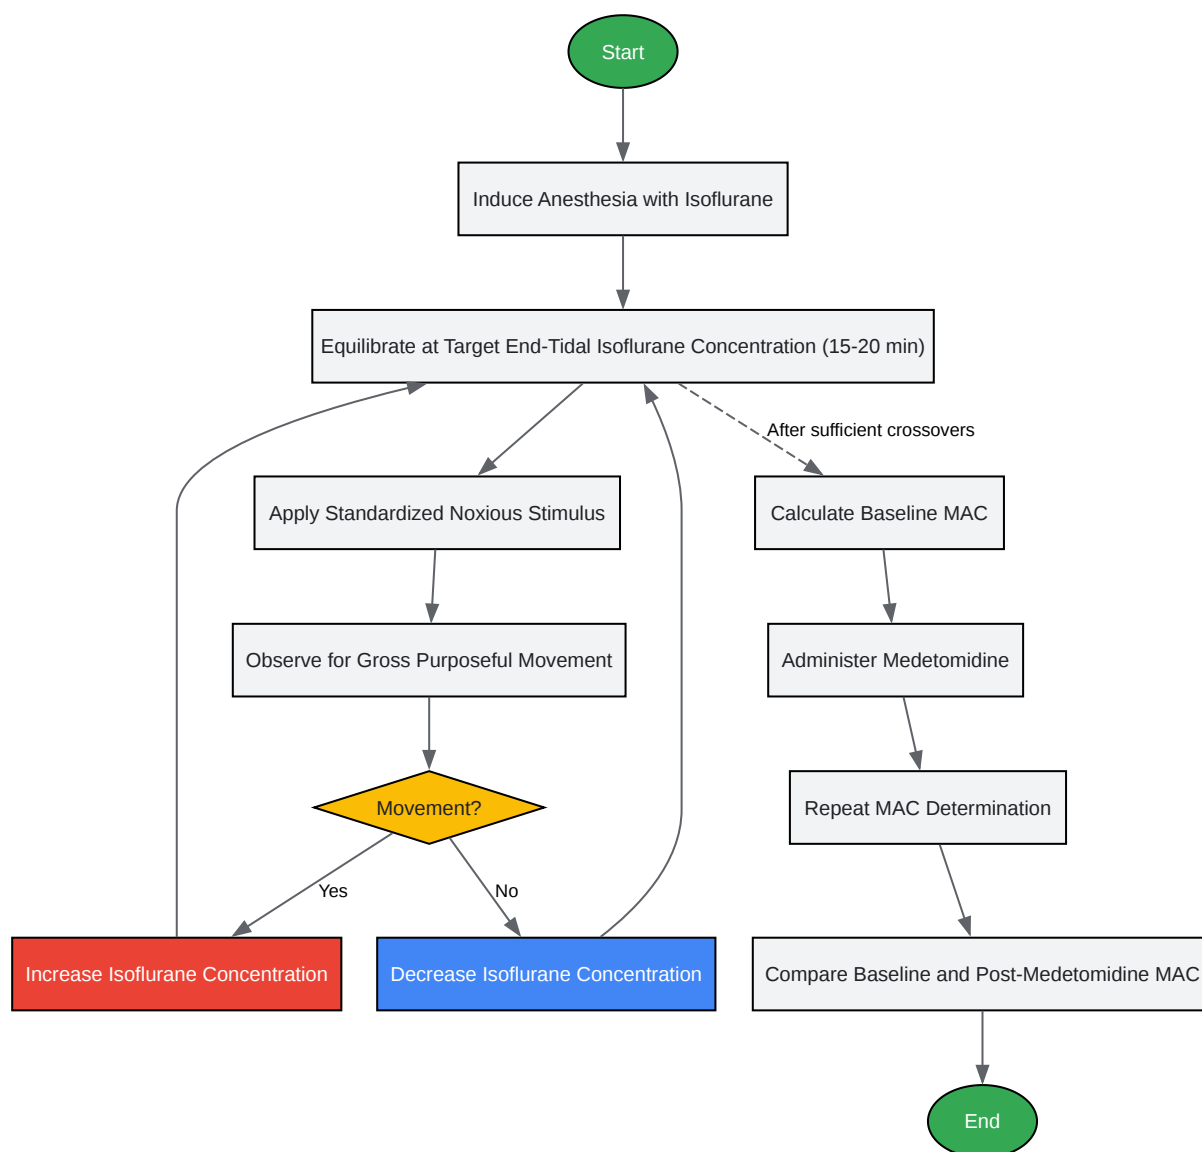 Start
Induce Anesthesia with Isoflurane
Equilibrate at Target End-Tidal Isoflurane Concentration (15-20 min)
After sufficient crossovers
Apply Standardized Noxious Stimulus
Calculate Baseline MAC
Observe for Gross Purposeful Movement
Administer Medetomidine
Movement?
Repeat MAC Determination
Yes
No
Increase Isoflurane Concentration
Decrease Isoflurane Concentration
Compare Baseline and Post-Medetomidine MAC
End